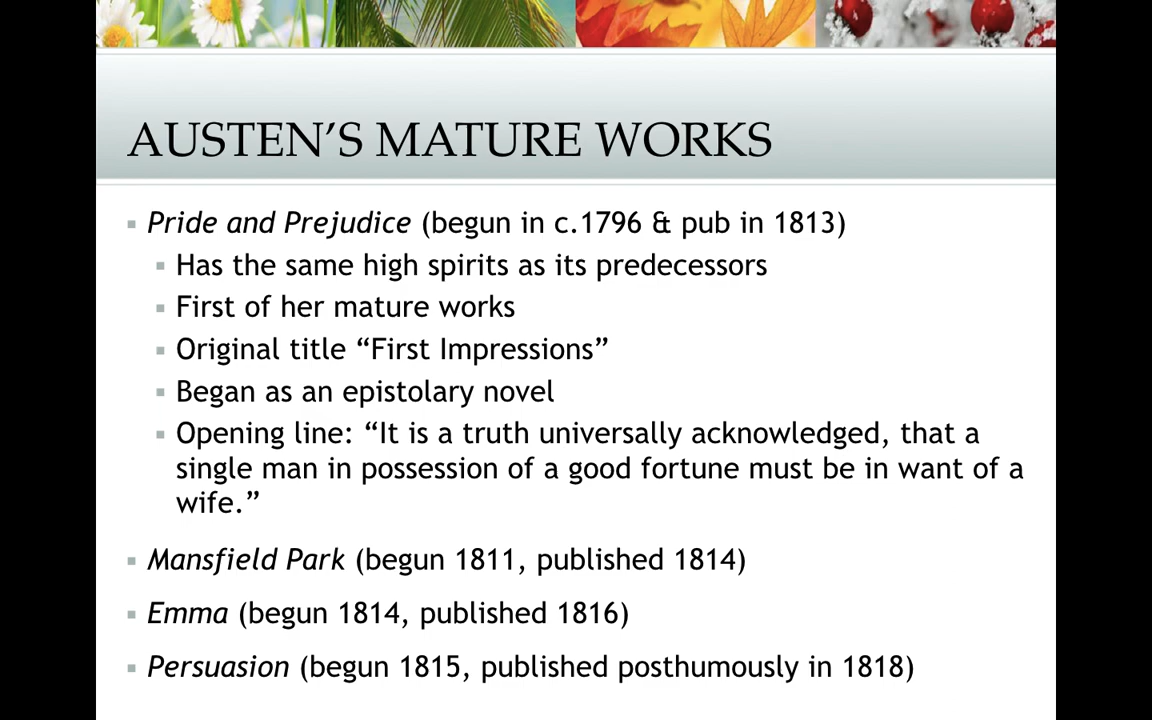 AUSTEN’S MATURE WORKS
▪ Pride and Prejudice (begun in c.1796 & pub in 1813)
▪ Has the same high spirits as its predecessors
▪ First of her mature works
▪ Original title “First Impressions”
▪ Began as an epistolary novel
▪ Opening line: “It is a truth universally acknowledged, that a
single man in possession of a good fortune must be in want of a
wife.”
▪ Mansfield Park (begun 1811, published 1814)
▪ Emma (begun 1814, published 1816)
▪ Persuasion (begun 1815, published posthumously in 1818)